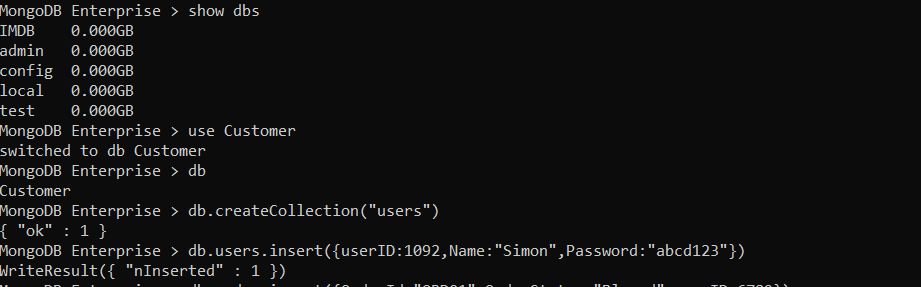 MongoDB Enterprise > show dbs
IMDB    0.000GB
admin   0.000GB
config  0.000GB
local   0.000GB
test    0.000GB
MongoDB Enterprise > use Customer
switched to db Customer
MongoDB Enterprise > db
Customer
MongoDB Enterprise > db.createCollection("users")
{ "ok" : 1 }
MongoDB Enterprise > db.users.insert({userID:1092,Name:"Simon",Password:"abcd123"})
WriteResult({ "nInserted" : 1 })
MongoDB Enterprise >